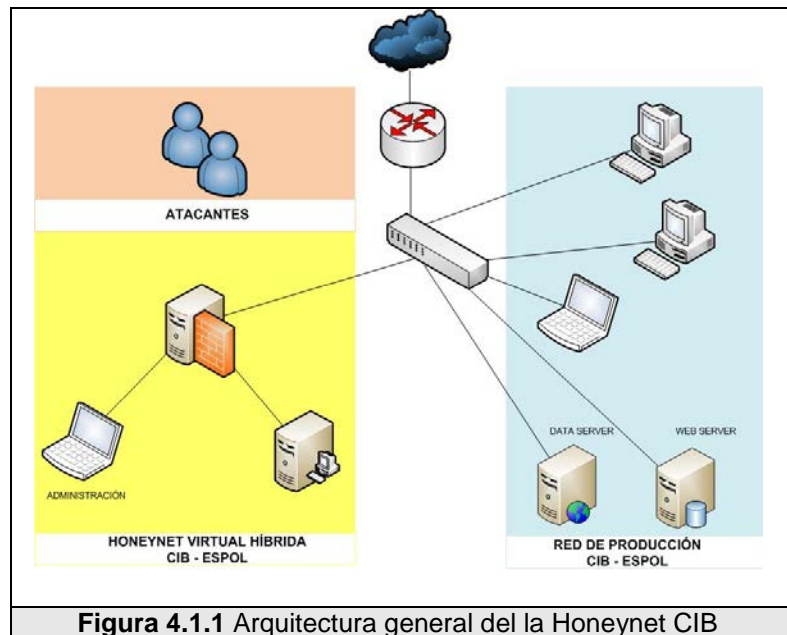 ATACANTES
DATA SERVER
WEB SERVER
ADMINISTRACIÓN
HONEYNET VIRTUAL HÍBRIDA
CIB - ESPOL
RED DE PRODUCCIÓN
CIB - ESPOL
Figura 4.1.1 Arquitectura general del la Honeynet CIB